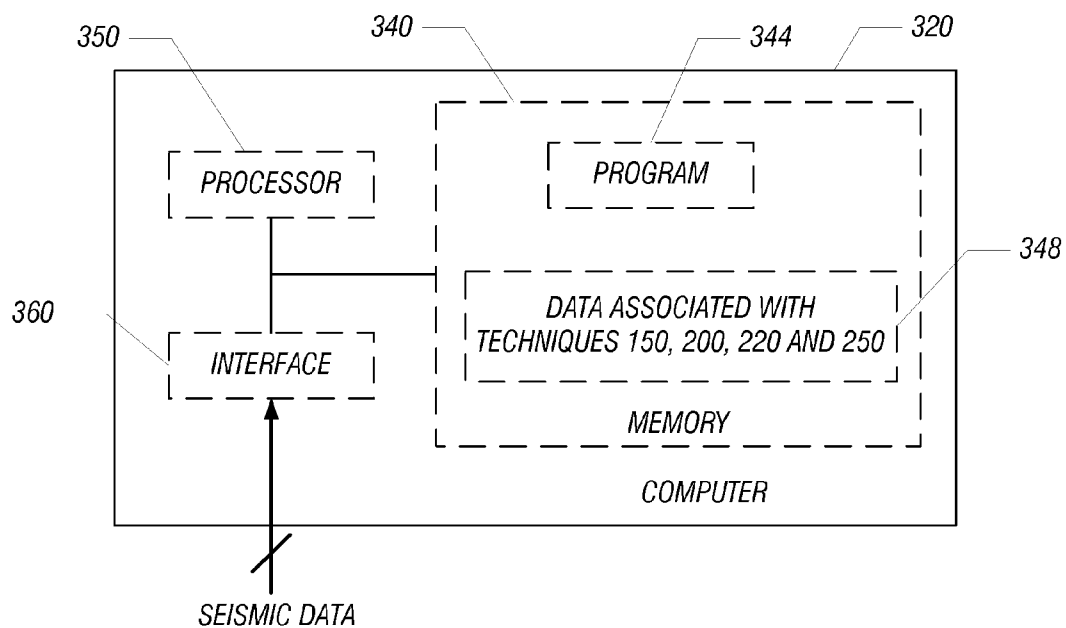 350
340
344
320
PROCESSOR
PROGRAM
348
360
DATA ASSOCIATED WITH
TECHNIQUES 150, 200, 220 AND 250
INTERFACE
MEMORY
COMPUTER
SEISMIC DATA